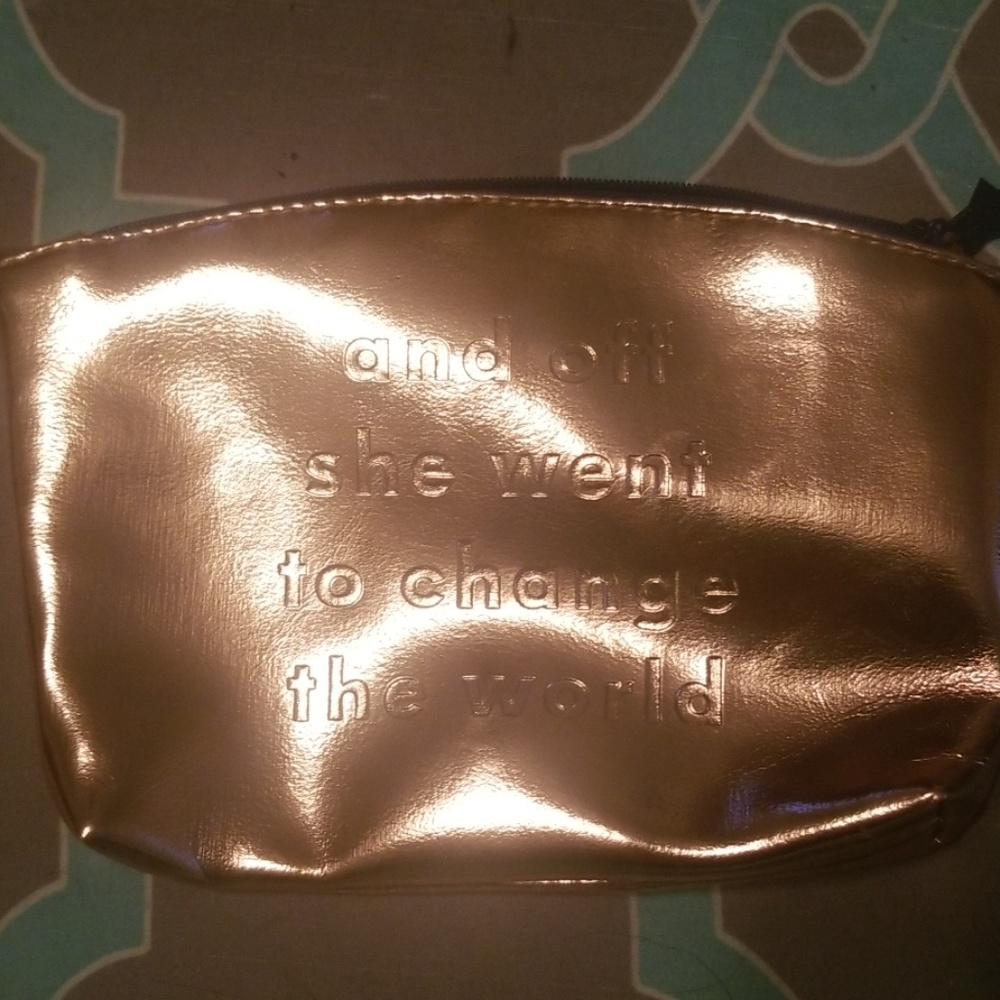 and off
she went
to change
the world